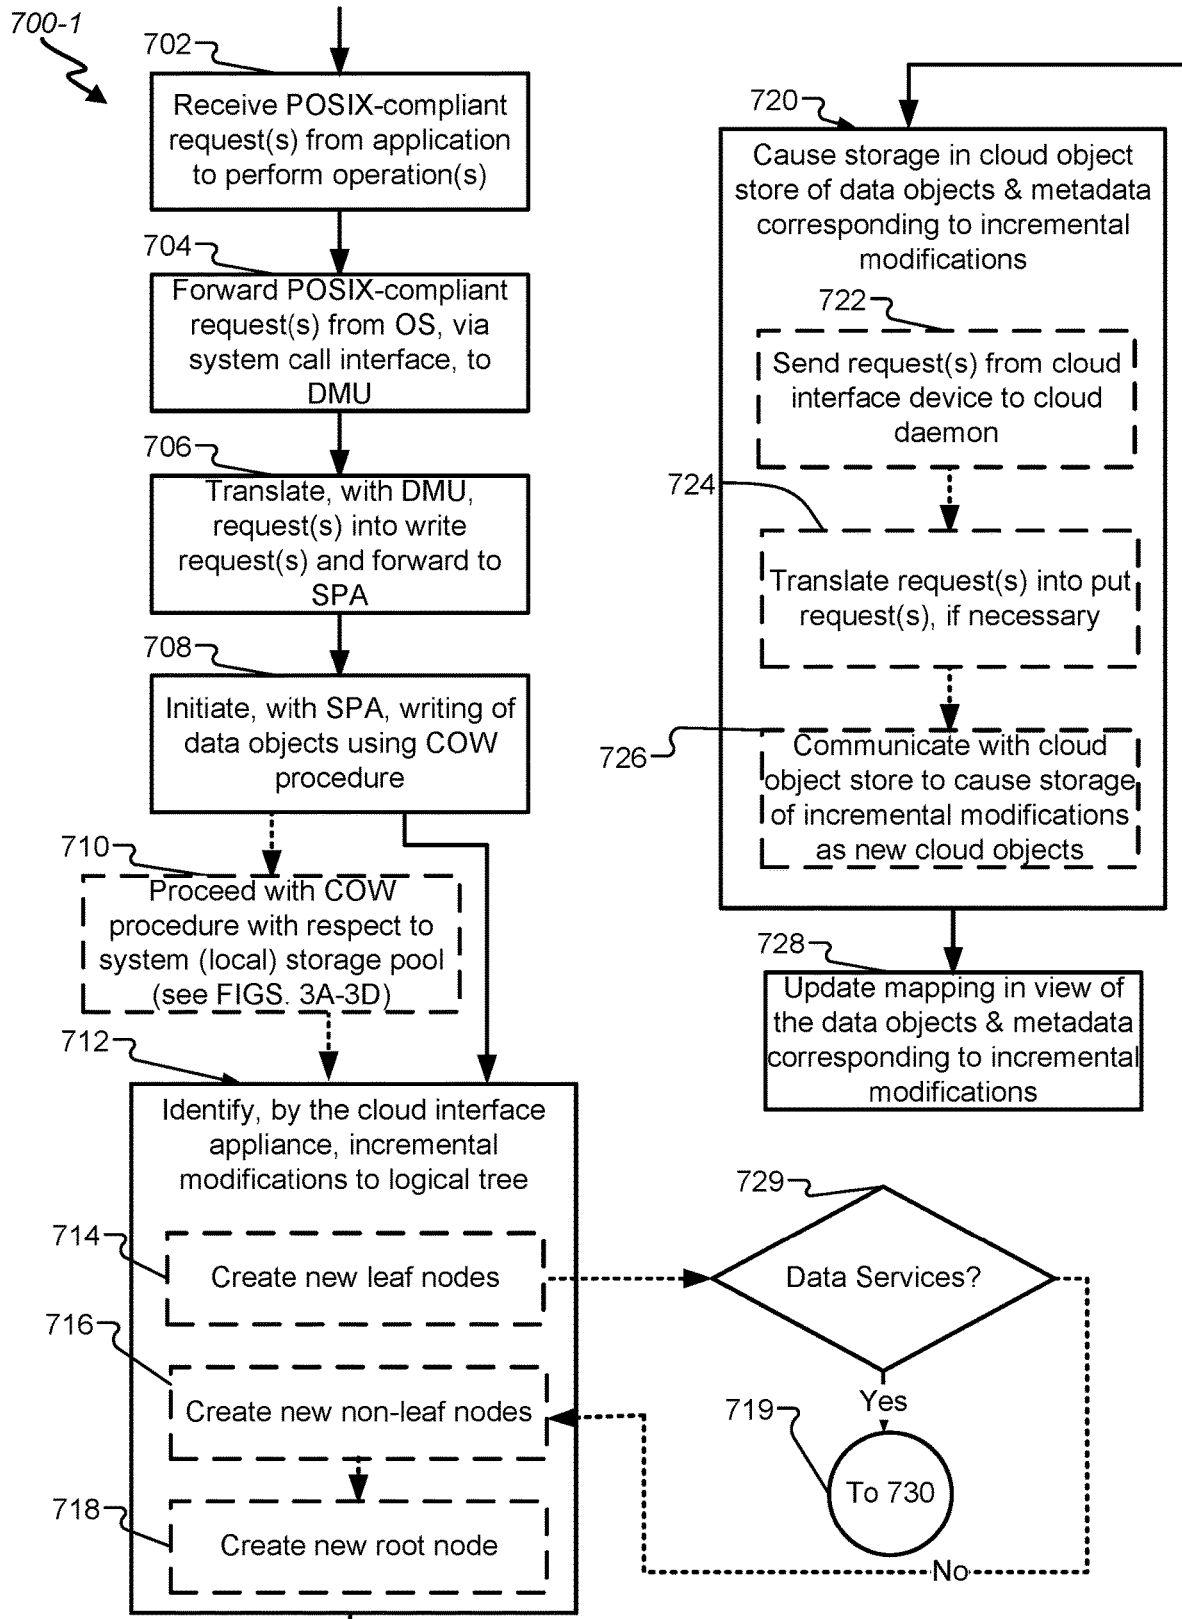 700-1
702
Receive POSIX-compliant
request(s) from application
to perform operation(s)
704
Forward POSIX-compliant
request(s) from OS, via
system call interface, to
DMU
706
Translate, with DMU,
request(s) into write
request(s) and forward to
SPA
708
Initiate, with SPA, writing of
data objects using COW
procedure
710
Proceed with COW
procedure with respect to
system (local) storage pool
(see FIGS. 3A-3D)
712
Identify, by the cloud interface
appliance, incremental
modifications to logical tree
714
Create new leaf nodes
716
Create new non-leaf nodes
718
Create new root node
720
Cause storage in cloud object
store of data objects & metadata
corresponding to incremental
modifications
722
Send request(s) from cloud
interface device to cloud
daemon
724
Translate request(s) into put
request(s), if necessary
726
Communicate with cloud
object store to cause storage
of incremental modifications
as new cloud objects
728
Update mapping in view of
the data objects & metadata
corresponding to incremental
modifications
729
Data Services?
Yes
719
To 730
No